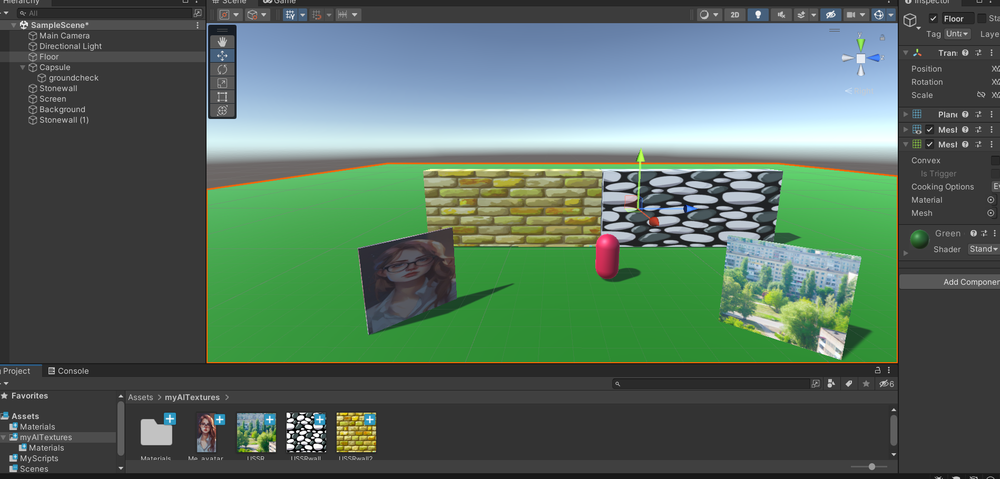 Hierarchy
Scene
Game
Inspector
All
2D
Floor
Sta
SampleScene*
Main Camera
Directional Light
Floor
Capsule
groundcheck
Stonewall
Screen
Background
Stonewall (1)
y
z
Right
Tag
Unta
Laye
Tran
Position
Rotation
Scale
Plane
Mesh
Mesh
Convex
Is Trigger
Cooking Options
Ev
Material
Mesh
Green
Shader
Stand
Add Componen
Project
Console
6
Favorites
Assets
Materials
myAITextures
Materials
MyScripts
Scenes
Assets > myAITextures >
Materials
Me_avatar
USSR
USSRwall
USSRwall2